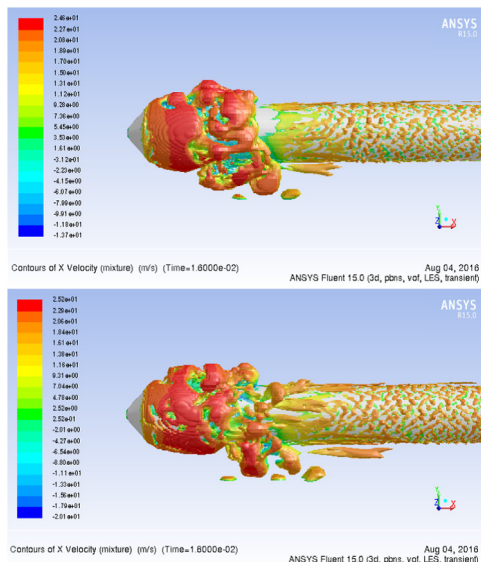 2.46e+01
2.27e+01
2.08e+01
1.89e+01
1.70e+01
1.50e+01
1.31e+01
1.12e+01
9.28e+00
7.36e+00
5.45e+00
3.53e+00
1.61e+00
-3.12e-01
-2.23e+00
-4.15e+00
-6.07e+00
-7.99e+00
-9.91e+00
-1.18e+01
-1.37e+01
ANSYS
R15.0
Y
Z
X
Contours of X Velocity (mixture) (m/s) (Time=1.6000e-02)
Aug 04, 2016
ANSYS Fluent 15.0 (3d, pbns, vof, LES, transient)
2.52e+01
2.29e+01
2.06e+01
1.84e+01
1.61e+01
1.38e+01
1.16e+01
9.31e+00
7.04e+00
4.78e+00
2.52e+00
2.52e-01
-2.01e+00
-4.27e+00
-6.54e+00
-8.80e+00
-1.11e+01
-1.33e+01
-1.56e+01
-1.79e+01
-2.01e+01
ANSYS
R15.0
Y
Z
X
Contours of X Velocity (mixture) (m/s) (Time=1.6000e-02)
Aug 04, 2016
ANSYS Fluent 15.0 (3d, pbns, vof, LES, transient)